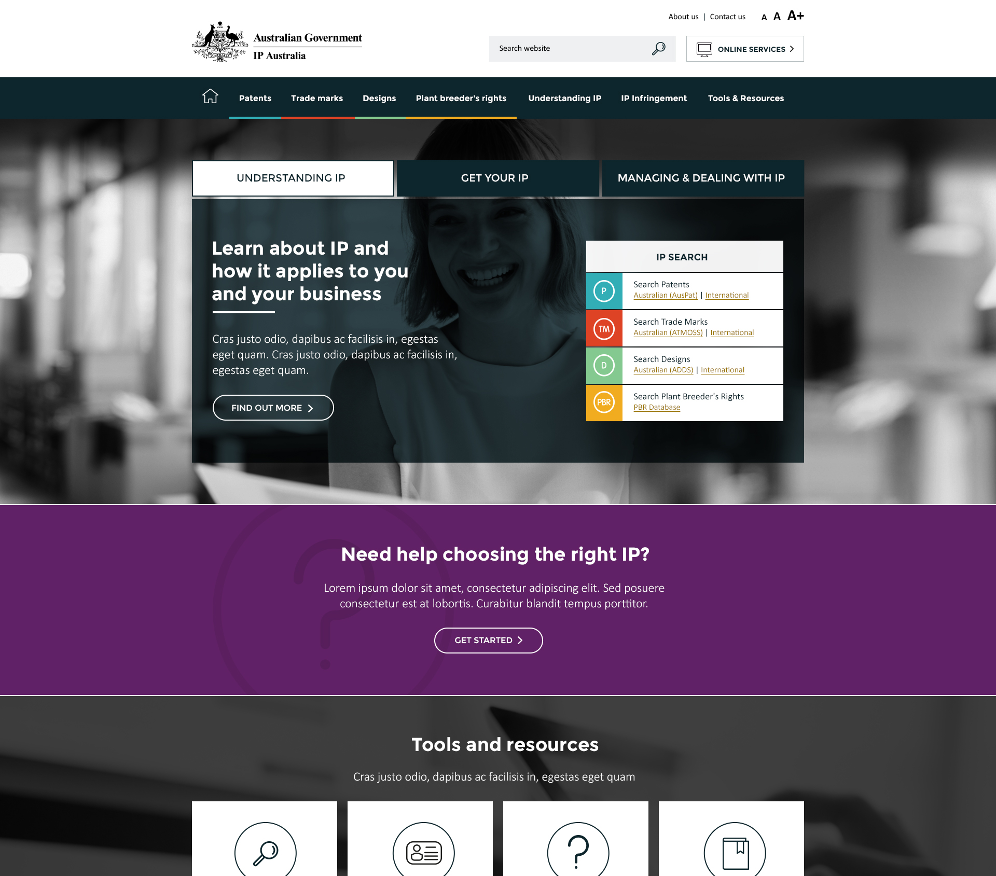 About us | Contact us A A A+
Australian Government
IP Australia
Search website
ONLINE SERVICES
Patents Trade marks Designs Plant breeder's rights Understanding IP IP Infringement Tools & Resources
UNDERSTANDING IP
GET YOUR IP
MANAGING & DEALING WITH IP
Learn about IP and
how it applies to you
and your business
Cras justo odio, dapibus ac facilisis in, egestas
eget quam. Cras justo odio, dapibus ac facilisis in,
egestas eget quam.
FIND OUT MORE
IP SEARCH
P
Search Patents
Australian (AusPat) | International
TM
Search Trade Marks
Australian (ATMOSS) | International
D
Search Designs
Australian (ADDS) | International
PBR
Search Plant Breeder's Rights
PBR Database
Need help choosing the right IP?
Lorem ipsum dolor sit amet, consectetur adipiscing elit. Sed posuere
consectetur est at lobortis. Curabitur blandit tempus porttitor.
GET STARTED
Tools and resources
Cras justo odio, dapibus ac facilisis in, egestas eget quam